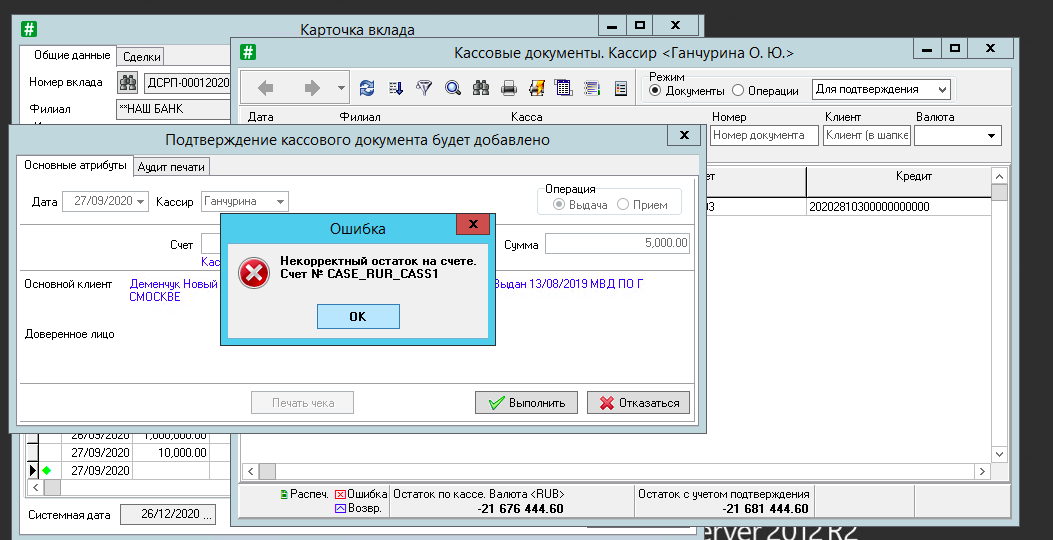 Карточка вклада
Общие данные
Сделки
Номер вклада
ДСРП-00012020
Филиал
**НАШ БАНК
Кассовые документы. Кассир <Ганчурина О. Ю.>
Режим
Документы
Операции
Для подтверждения
Дата
Филиал
Касса
Номер
Клиент
Валюта
Номер документа
Клиент (в шапке
Кредит
20202810300000000000
Подтверждение кассового документа будет добавлено
Основные атрибуты
Аудит печати
Дата
27/09/2020
Кассир
Ганчурина
Операция
Выдача
Прием
Счет
Сумма
5,000.00
Основной клиент
Деменчук Новый
Выдан 13/08/2019 МВД ПО Г
СМОСКВЕ
Доверенное лицо
Ошибка
Некорректный остаток на счете.
Счет № CASE_RUR_CASS1
OK
Печать чека
Выполнить
Отказаться
26/09/2020
1,000,000.00
27/09/2020
10,000.00
27/09/2020
Системная дата
26/12/2020 ...
Распеч.
Ошибка
Возвр.
Остаток по кассе. Валюта <RUB>
-21 676 444.60
Остаток с учетом подтверждения
-21 681 444.60
erver 2012 R2